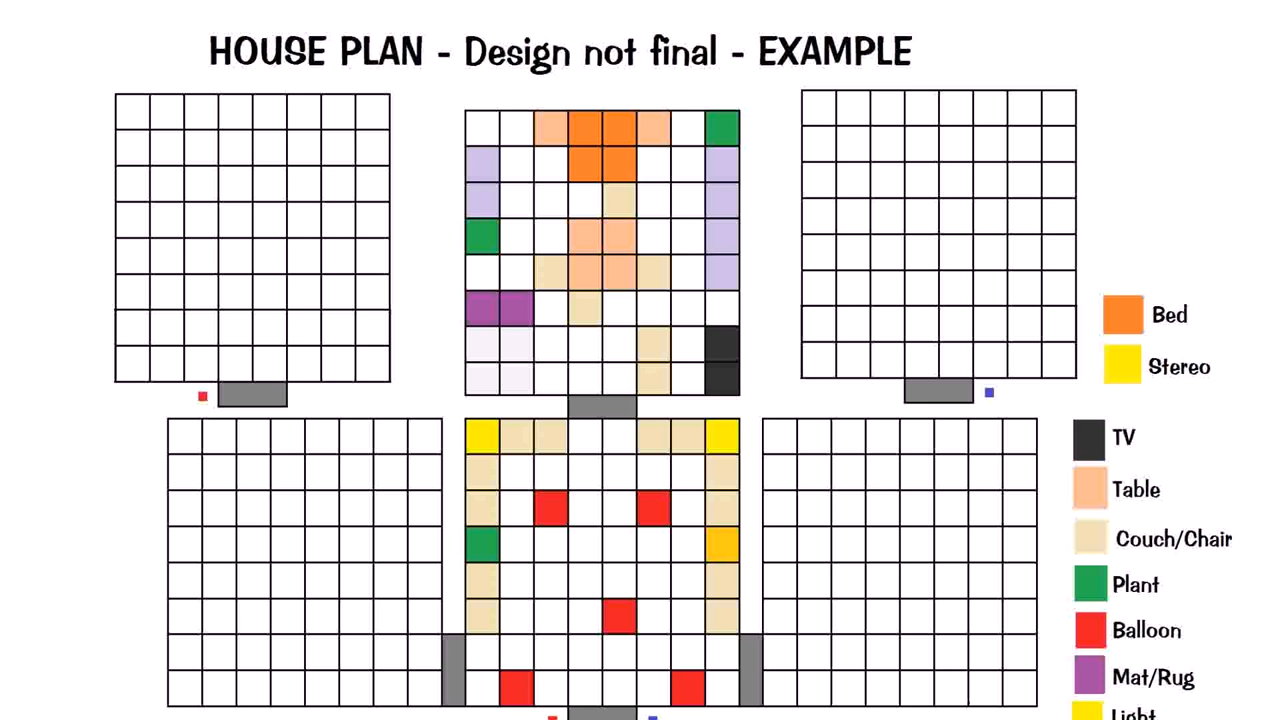 HOUSE PLAN - Design not final - EXAMPLE
Bed
Stereo
TV
Table
Couch/Chair
Plant
Balloon
Mat/Rug
Light